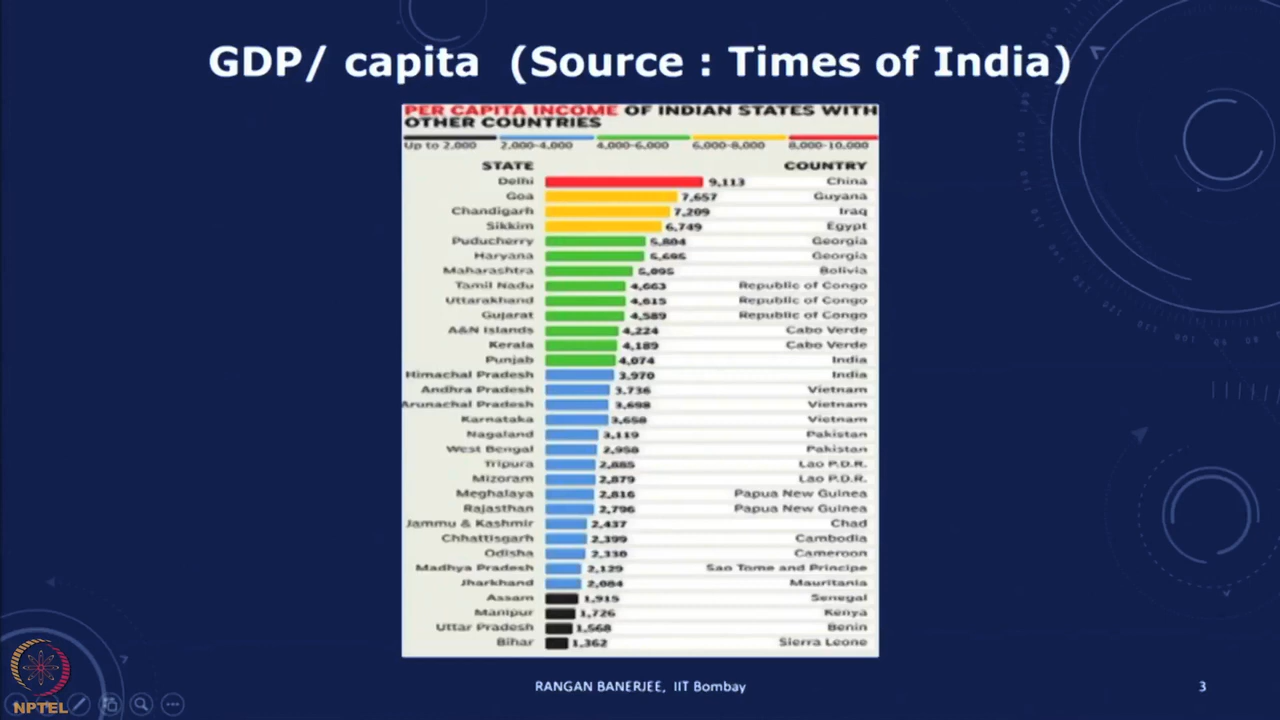 GDP/ capita (Source : Times of India)
PER CAPITA INCOME OF INDIAN STATES WITH
OTHER COUNTRIES
Up to 2,000 2,000-4,000 4,000-6,000 6,000-8,000 8,000-10,000
STATE COUNTRY
Delhi 9,113 China
Goa 7,657 Guyana
Chandigarh 7,209 Iraq
Sikkim 6,749 Egypt
Puducherry 5,804 Georgia
Haryana 5,695 Georgia
Maharashtra 5,095 Bolivia
Tamil Nadu 4,663 Republic of Congo
Uttarakhand 4,615 Republic of Congo
Gujarat 4,589 Republic of Congo
A&N Islands 4,224 Cabo Verde
Kerala 4,189 Cabo Verde
Punjab 4,074 India
Himachal Pradesh 3,970 India
Andhra Pradesh 3,736 Vietnam
Arunachal Pradesh 3,698 Vietnam
Karnataka 3,658 Vietnam
Nagaland 3,119 Pakistan
West Bengal 2,958 Pakistan
Tripura 2,885 Lao P.D.R.
Mizoram 2,879 Lao P.D.R.
Meghalaya 2,816 Papua New Guinea
Rajasthan 2,796 Papua New Guinea
Jammu & Kashmir 2,437 Chad
Chhattisgarh 2,399 Cambodia
Odisha 2,330 Cameroon
Madhya Pradesh 2,129 Sao Tome and Principe
Jharkhand 2,084 Mauritania
Assam 1,915 Senegal
Manipur 1,726 Kenya
Uttar Pradesh 1,568 Benin
Bihar 1,362 Sierra Leone
RANGAN BANERJEE, IIT Bombay 3
NPTEL